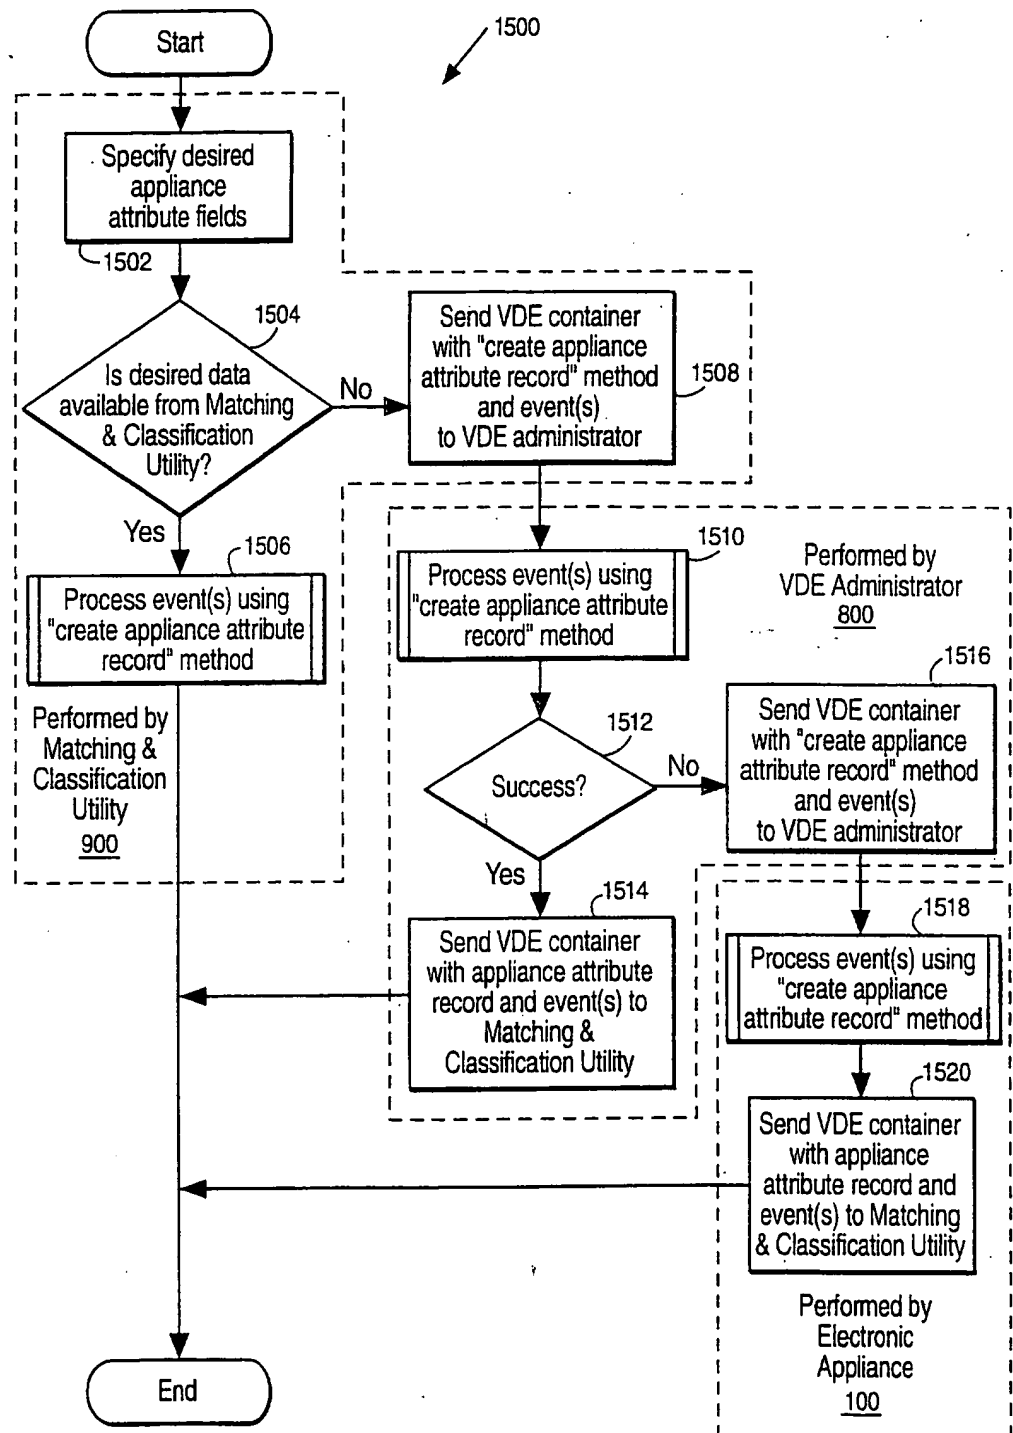 Start
1500
Specify desired
appliance
attribute fields
1502
1504
Is desired data
available from Matching
& Classification
Utility?
No
Send VDE container
with "create appliance
attribute record" method
and event(s)
to VDE administrator
1508
Yes
1506
Process event(s) using
"create appliance attribute
record" method
Performed by
Matching &
Classification
Utility
900
1510
Process event(s) using
"create appliance attribute
record" method
Performed by
VDE Administrator
800
1512
Success?
No
1516
Send VDE container
with "create appliance
attribute record" method
and event(s)
to VDE administrator
Yes
1514
Send VDE container
with appliance attribute
record and event(s) to
Matching &
Classification Utility
1518
Process event(s) using
"create appliance
attribute record" method
1520
Send VDE container
with appliance
attribute record and
event(s) to Matching
& Classification Utility
Performed by
Electronic
Appliance
100
End